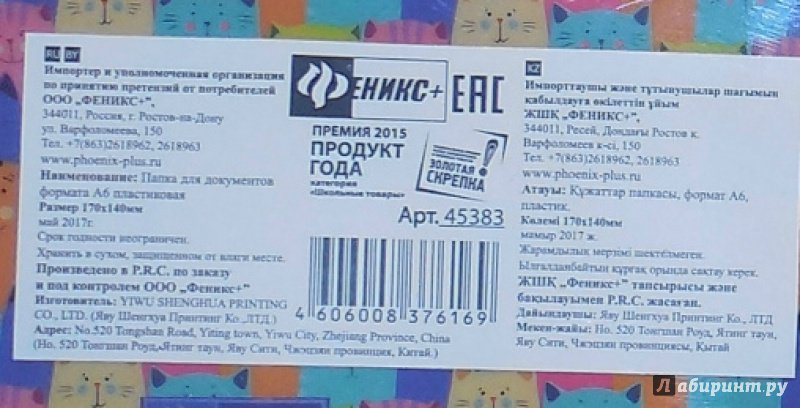 RU BY
Импортер и уполномоченная организация
по принятию претензий от потребителей
ООО „ФЕНИКС+",
344011, Россия, г. Ростов-на-Дону
ул. Варфоломеева, 150
Тел. +7(863)2618962, 2618963
www.phoenix-plus.ru
Наименование: Папка для документов
формата А6 пластиковая
Размер 170х140мм
май 2017г.
Срок годности неограничен.
Хранить в сухом, защищенном от влаги месте.
Произведено в P.R.C. по заказу
и под контролем ООО „Феникс+"
Изготовитель: YIWU SHENGHUA PRINTING
CO., LTD. (Яву Шенгхуа Принтинг Ко.,ЛТД.)
Адрес: No.520 Tongshan Road, Yiting town, Yiwu City, Zhejiang Province, China
(Но. 520 Тонгшан Роуд,Ятинг таун, Яву Сити, Чжэцзян провинция, Китай.)
ФЕНИКС+
ЕАС
ПРЕМИЯ 2015
ПРОДУКТ
ГОДА
категория
«Школьные товары»
ЗОЛОТАЯ
СКРЕПКА
Арт. 45383
4 606008 376169
KZ
Импорттаушы және тұтынушылар шағымын
қабылдауға өкілеттін ұйым
ЖШҚ „ФЕНИКС+",
344011, Ресей, Дондағы Ростов қ.
Варфоломеев к-сі, 150
Тел. +7(863)2618962, 2618963
www.phoenix-plus.ru
Атауы: Құжаттар папкасы, формат А6,
пластик.
Көлемі 170х140мм
мамыр 2017 ж.
Жарамдылық мерзімі шектелмеген.
Ылғалданбайтын құрғақ орында сақтау керек.
ЖШҚ „Феникс+" тапсырысы және
бақылауымен P.R.C. жасаған.
Дайындаушы: Яву Шенгхуа Принтинг Ко., ЛТД
Мекен-жайы: Но. 520 Тонгшан Роуд, Ятинг таун,
Яву Сити, Чжэцзян провинциясы, Қытай
Лабиринт.ру